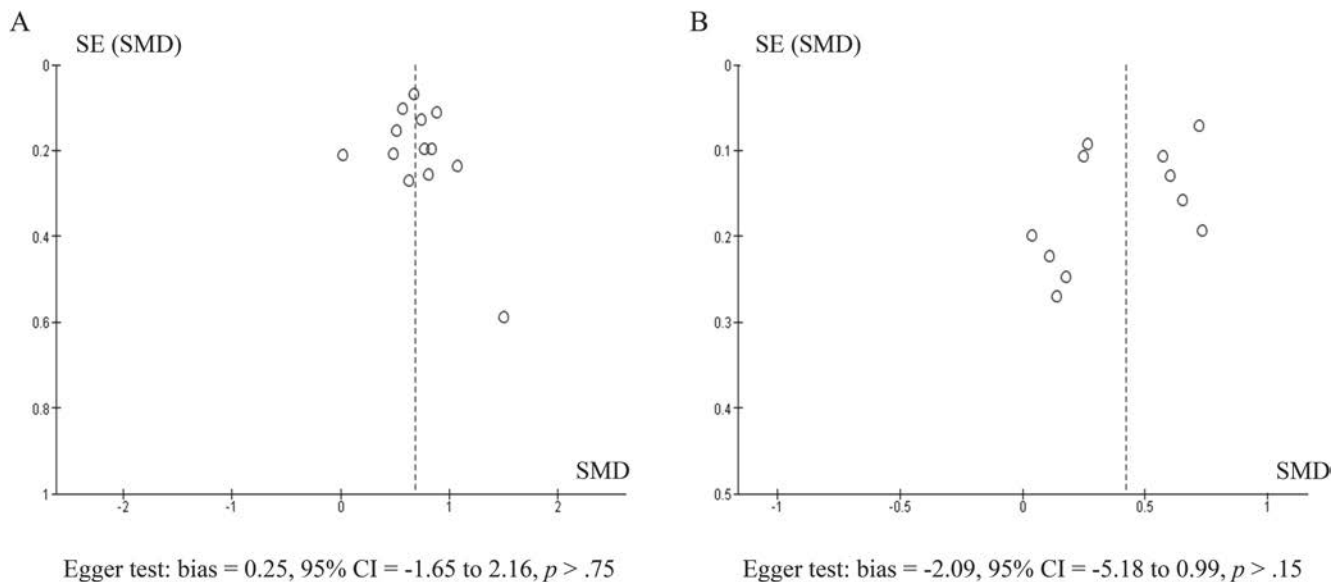 A
SE (SMD)
0
0.2
0.4
0.6
0.8
1
-2
-1
0
1
2
SMD
Egger test: bias = 0.25, 95% CI = -1.65 to 2.16, p > .75
B
SE (SMD)
0
0.1
0.2
0.3
0.4
0.5
-1
-0.5
0
0.5
1
SMD
Egger test: bias = -2.09, 95% CI = -5.18 to 0.99, p > .15